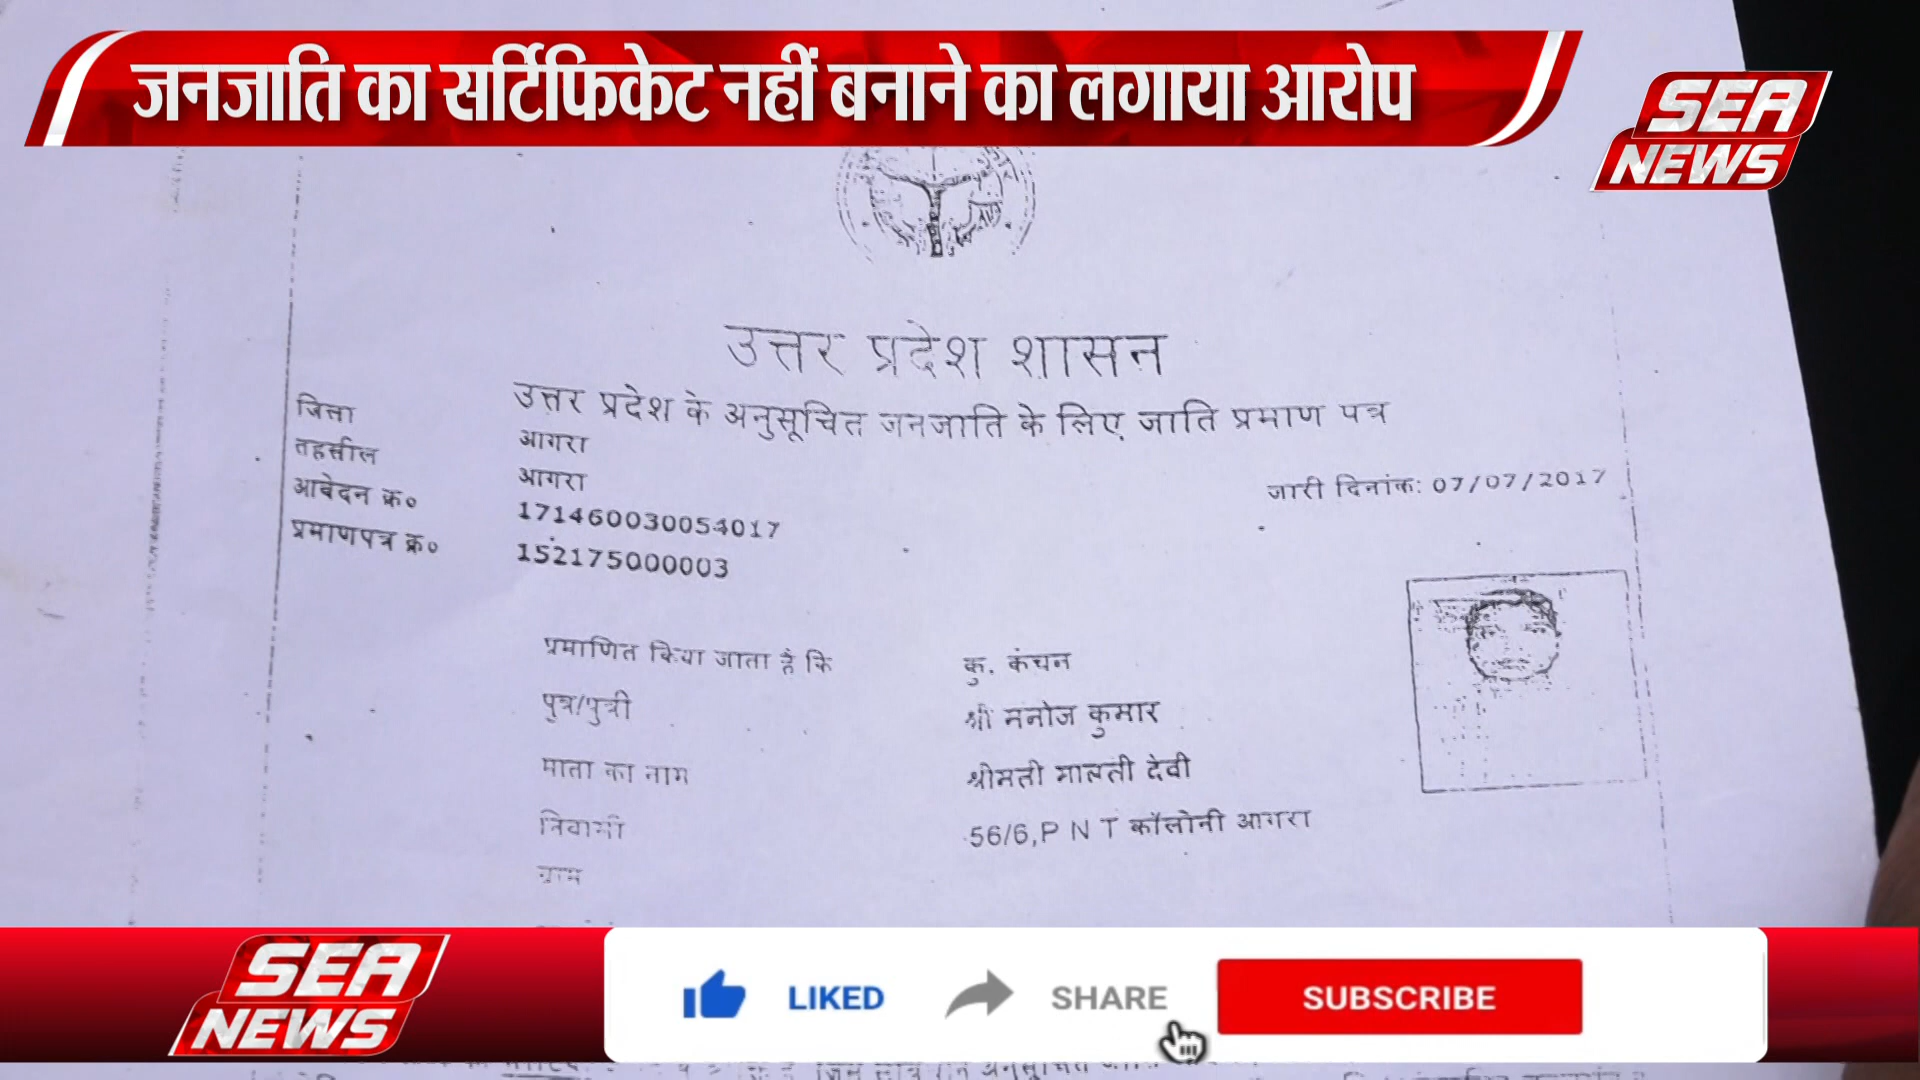 जनजाति का सर्टिफिकेट नहीं बनाने का लगाया आरोप
SEA
NEWS
उत्तर प्रदेश शासन
उत्तर प्रदेश के अनुसूचित जनजाति के लिए जाति प्रमाण पत्र
जिला आगरा
तहसील आगरा
जारी दिनांक: 07/07/2017
आवेदन क्र० 171460030054017
प्रमाणपत्र क्र० 152175000003
प्रमाणित किया जाता है कि कु. कंचन
पुत्र/पुत्री श्री मनोज कुमार
माता का नाम श्रीमती मालती देवी
निवासी 56/6,P N T कॉलोनी आगरा
ग्राम
SEA
NEWS
LIKED SHARE SUBSCRIBE